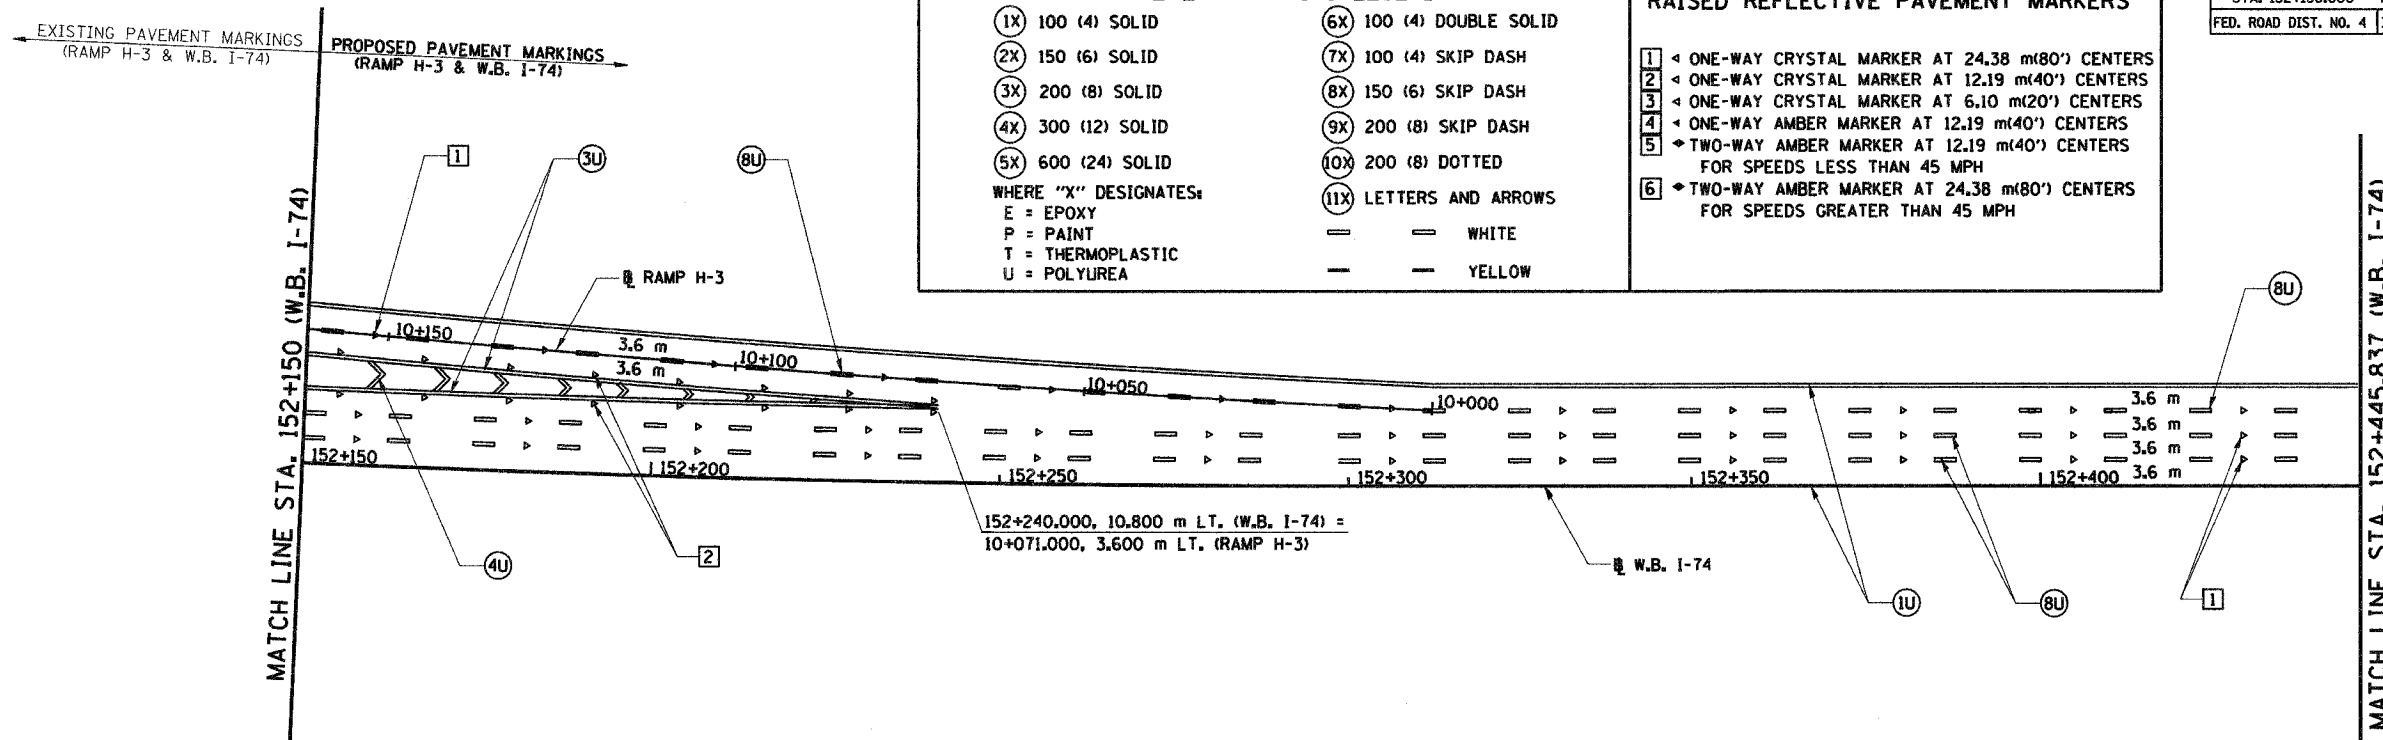 EXISTING PAVEMENT MARKINGS
(RAMP H-3 & W.B. I-74)
PROPOSED PAVEMENT MARKINGS
(RAMP H-3 & W.B. I-74)
1X 100 (4) SOLID
2X 150 (6) SOLID
3X 200 (8) SOLID
4X 300 (12) SOLID
5X 600 (24) SOLID
WHERE "X" DESIGNATES:
E = EPOXY
P = PAINT
T = THERMOPLASTIC
U = POLYUREA
6X 100 (4) DOUBLE SOLID
7X 100 (4) SKIP DASH
8X 150 (6) SKIP DASH
9X 200 (8) SKIP DASH
10X 200 (8) DOTTED
11X LETTERS AND ARROWS
WHITE
YELLOW
RAISED REFLECTIVE PAVEMENT MARKERS
1 ONE-WAY CRYSTAL MARKER AT 24.38 m(80') CENTERS
2 ONE-WAY CRYSTAL MARKER AT 12.19 m(40') CENTERS
3 ONE-WAY CRYSTAL MARKER AT 6.10 m(20') CENTERS
4 ONE-WAY AMBER MARKER AT 12.19 m(40') CENTERS
5 TWO-WAY AMBER MARKER AT 12.19 m(40') CENTERS
FOR SPEEDS LESS THAN 45 MPH
6 TWO-WAY AMBER MARKER AT 24.38 m(80') CENTERS
FOR SPEEDS GREATER THAN 45 MPH
FED. ROAD DIST. NO. 4
MATCH LINE STA. 152+150 (W.B. I-74)
1
3U
8U
RAMP H-3
10+150
3.6 m
3.6 m
10+100
10+050
10+000
152+150
152+200
152+250
152+300
152+350
152+400
3.6 m
3.6 m
3.6 m
3.6 m
8U
4U
2
152+240.000, 10.800 m LT. (W.B. I-74) =
10+071.000, 3.600 m LT. (RAMP H-3)
W.B. I-74
1U
8U
1
MATCH LINE STA. 152+445.837 (W.B. I-74)